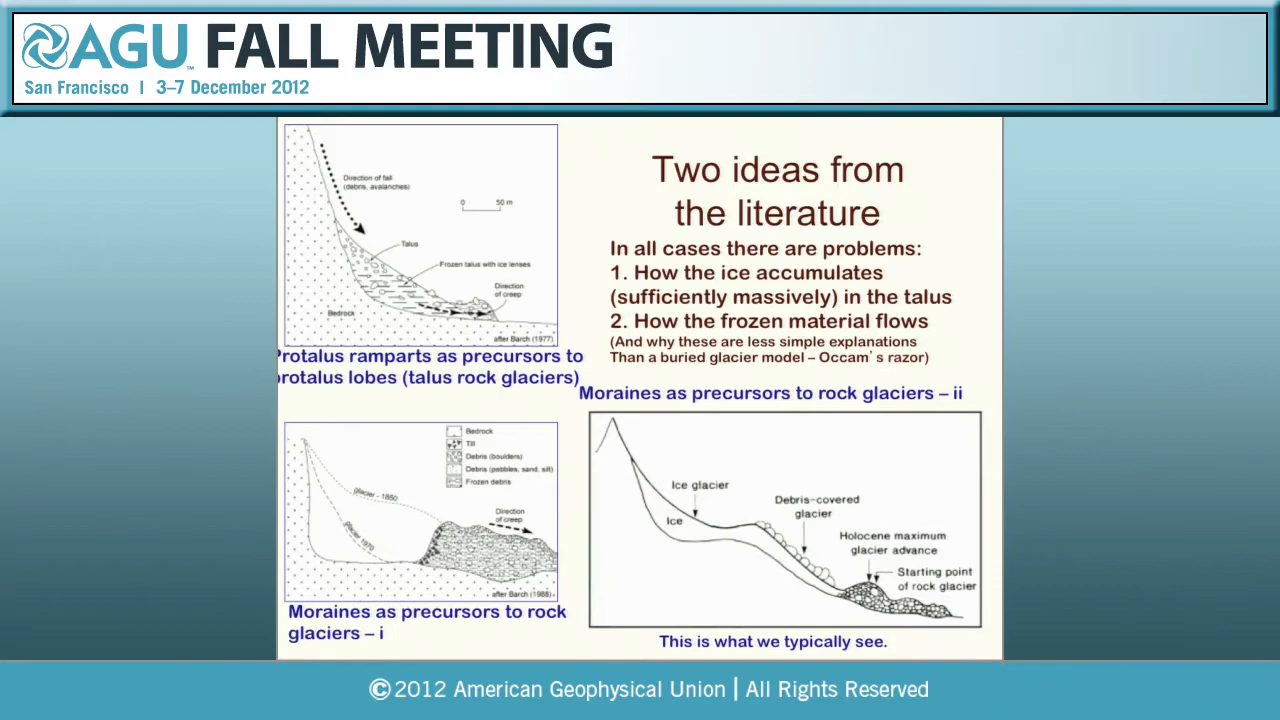 AGU FALL MEETING
San Francisco | 3–7 December 2012
Direction of fall
(debris, avalanches)
0 50 m
Talus
Frozen talus with ice lenses
Direction
of creep
Bedrock
after Barch (1977)
Protalus ramparts as precursors to
protalus lobes (talus rock glaciers)
Two ideas from
the literature
In all cases there are problems:
1. How the ice accumulates
(sufficiently massively) in the talus
2. How the frozen material flows
(And why these are less simple explanations
Than a buried glacier model – Occam's razor)
Moraines as precursors to rock glaciers – ii
Bedrock
Till
Debris (boulders)
Debris (pebbles, sand, silt)
Frozen debris
glacier - 1850
glacier 1970
Direction
of creep
after Barch (1988)
Moraines as precursors to rock
glaciers – i
Ice glacier
Ice
Debris-covered
glacier
Holocene maximum
glacier advance
Starting point
of rock glacier
This is what we typically see.
©2012 American Geophysical Union | All Rights Reserved